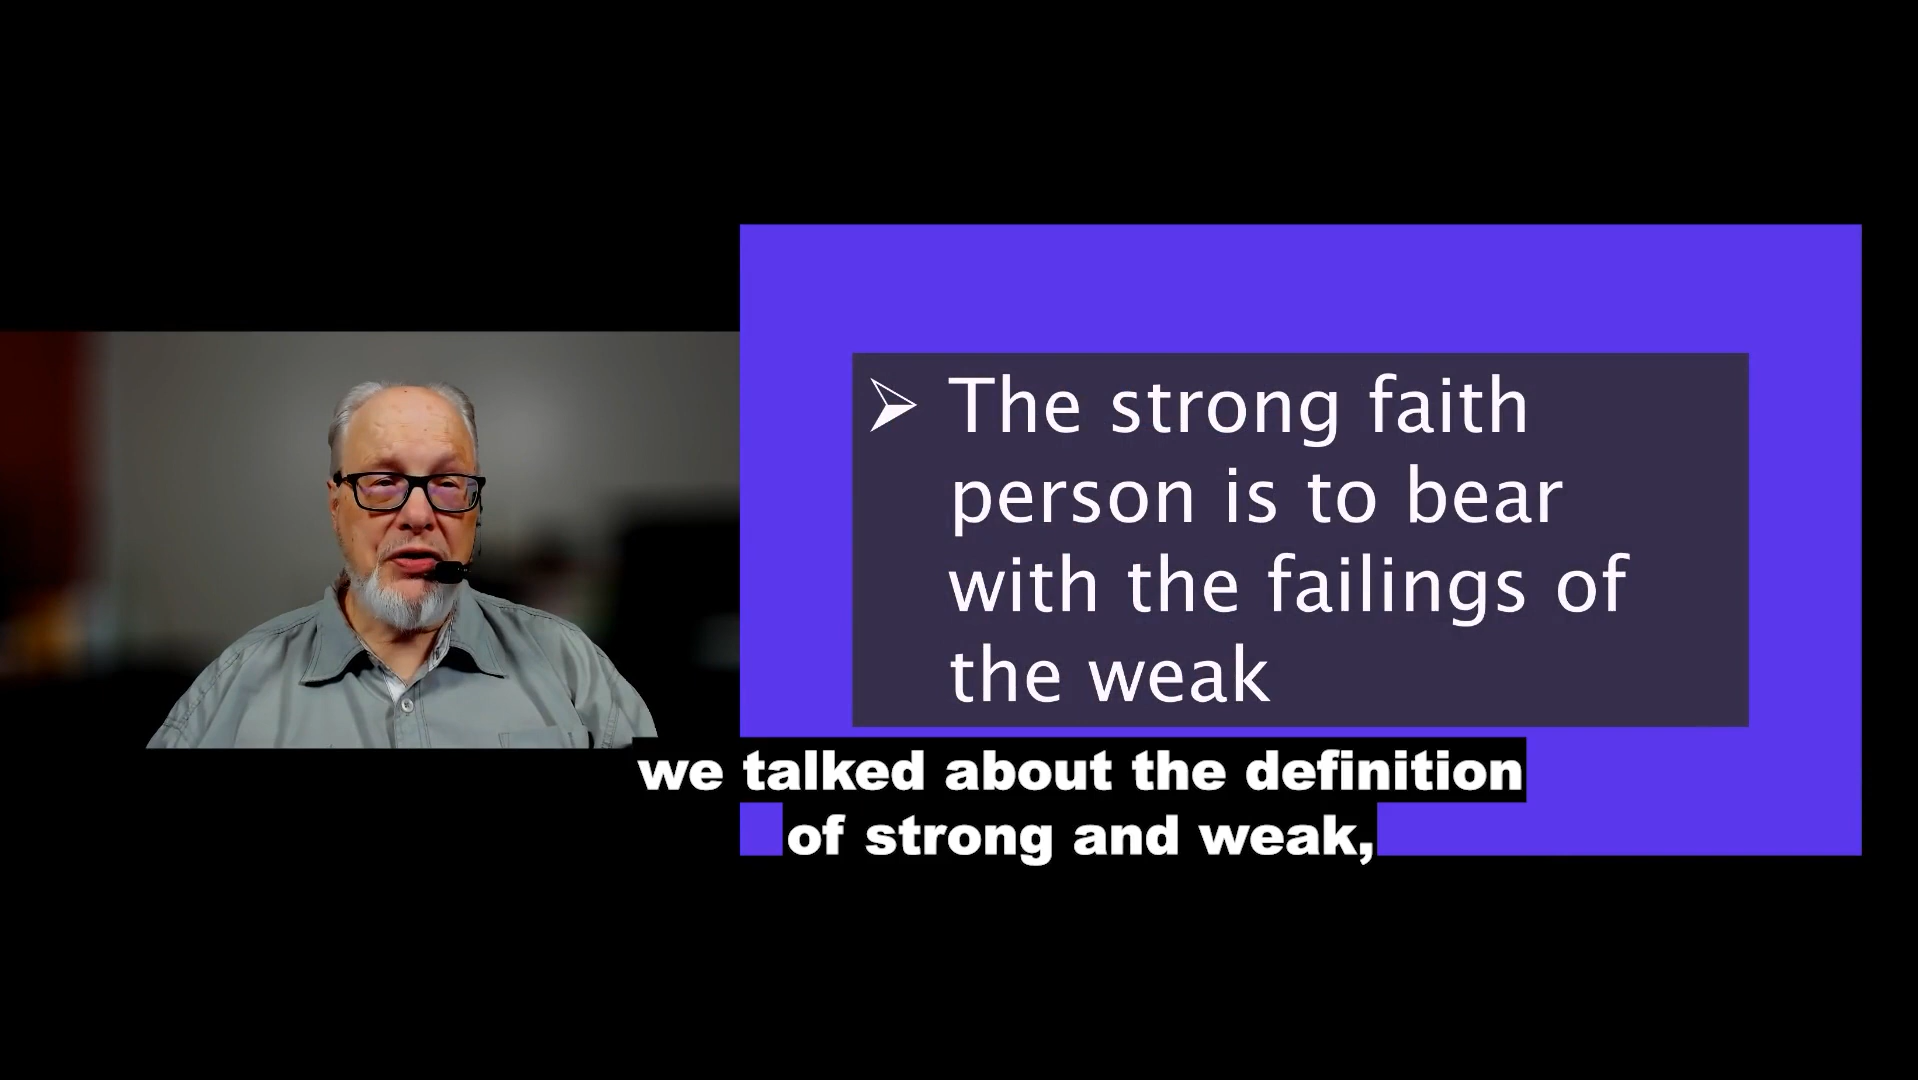 ➢ The strong faith
person is to bear
with the failings of
the weak
we talked about the definition
of strong and weak,